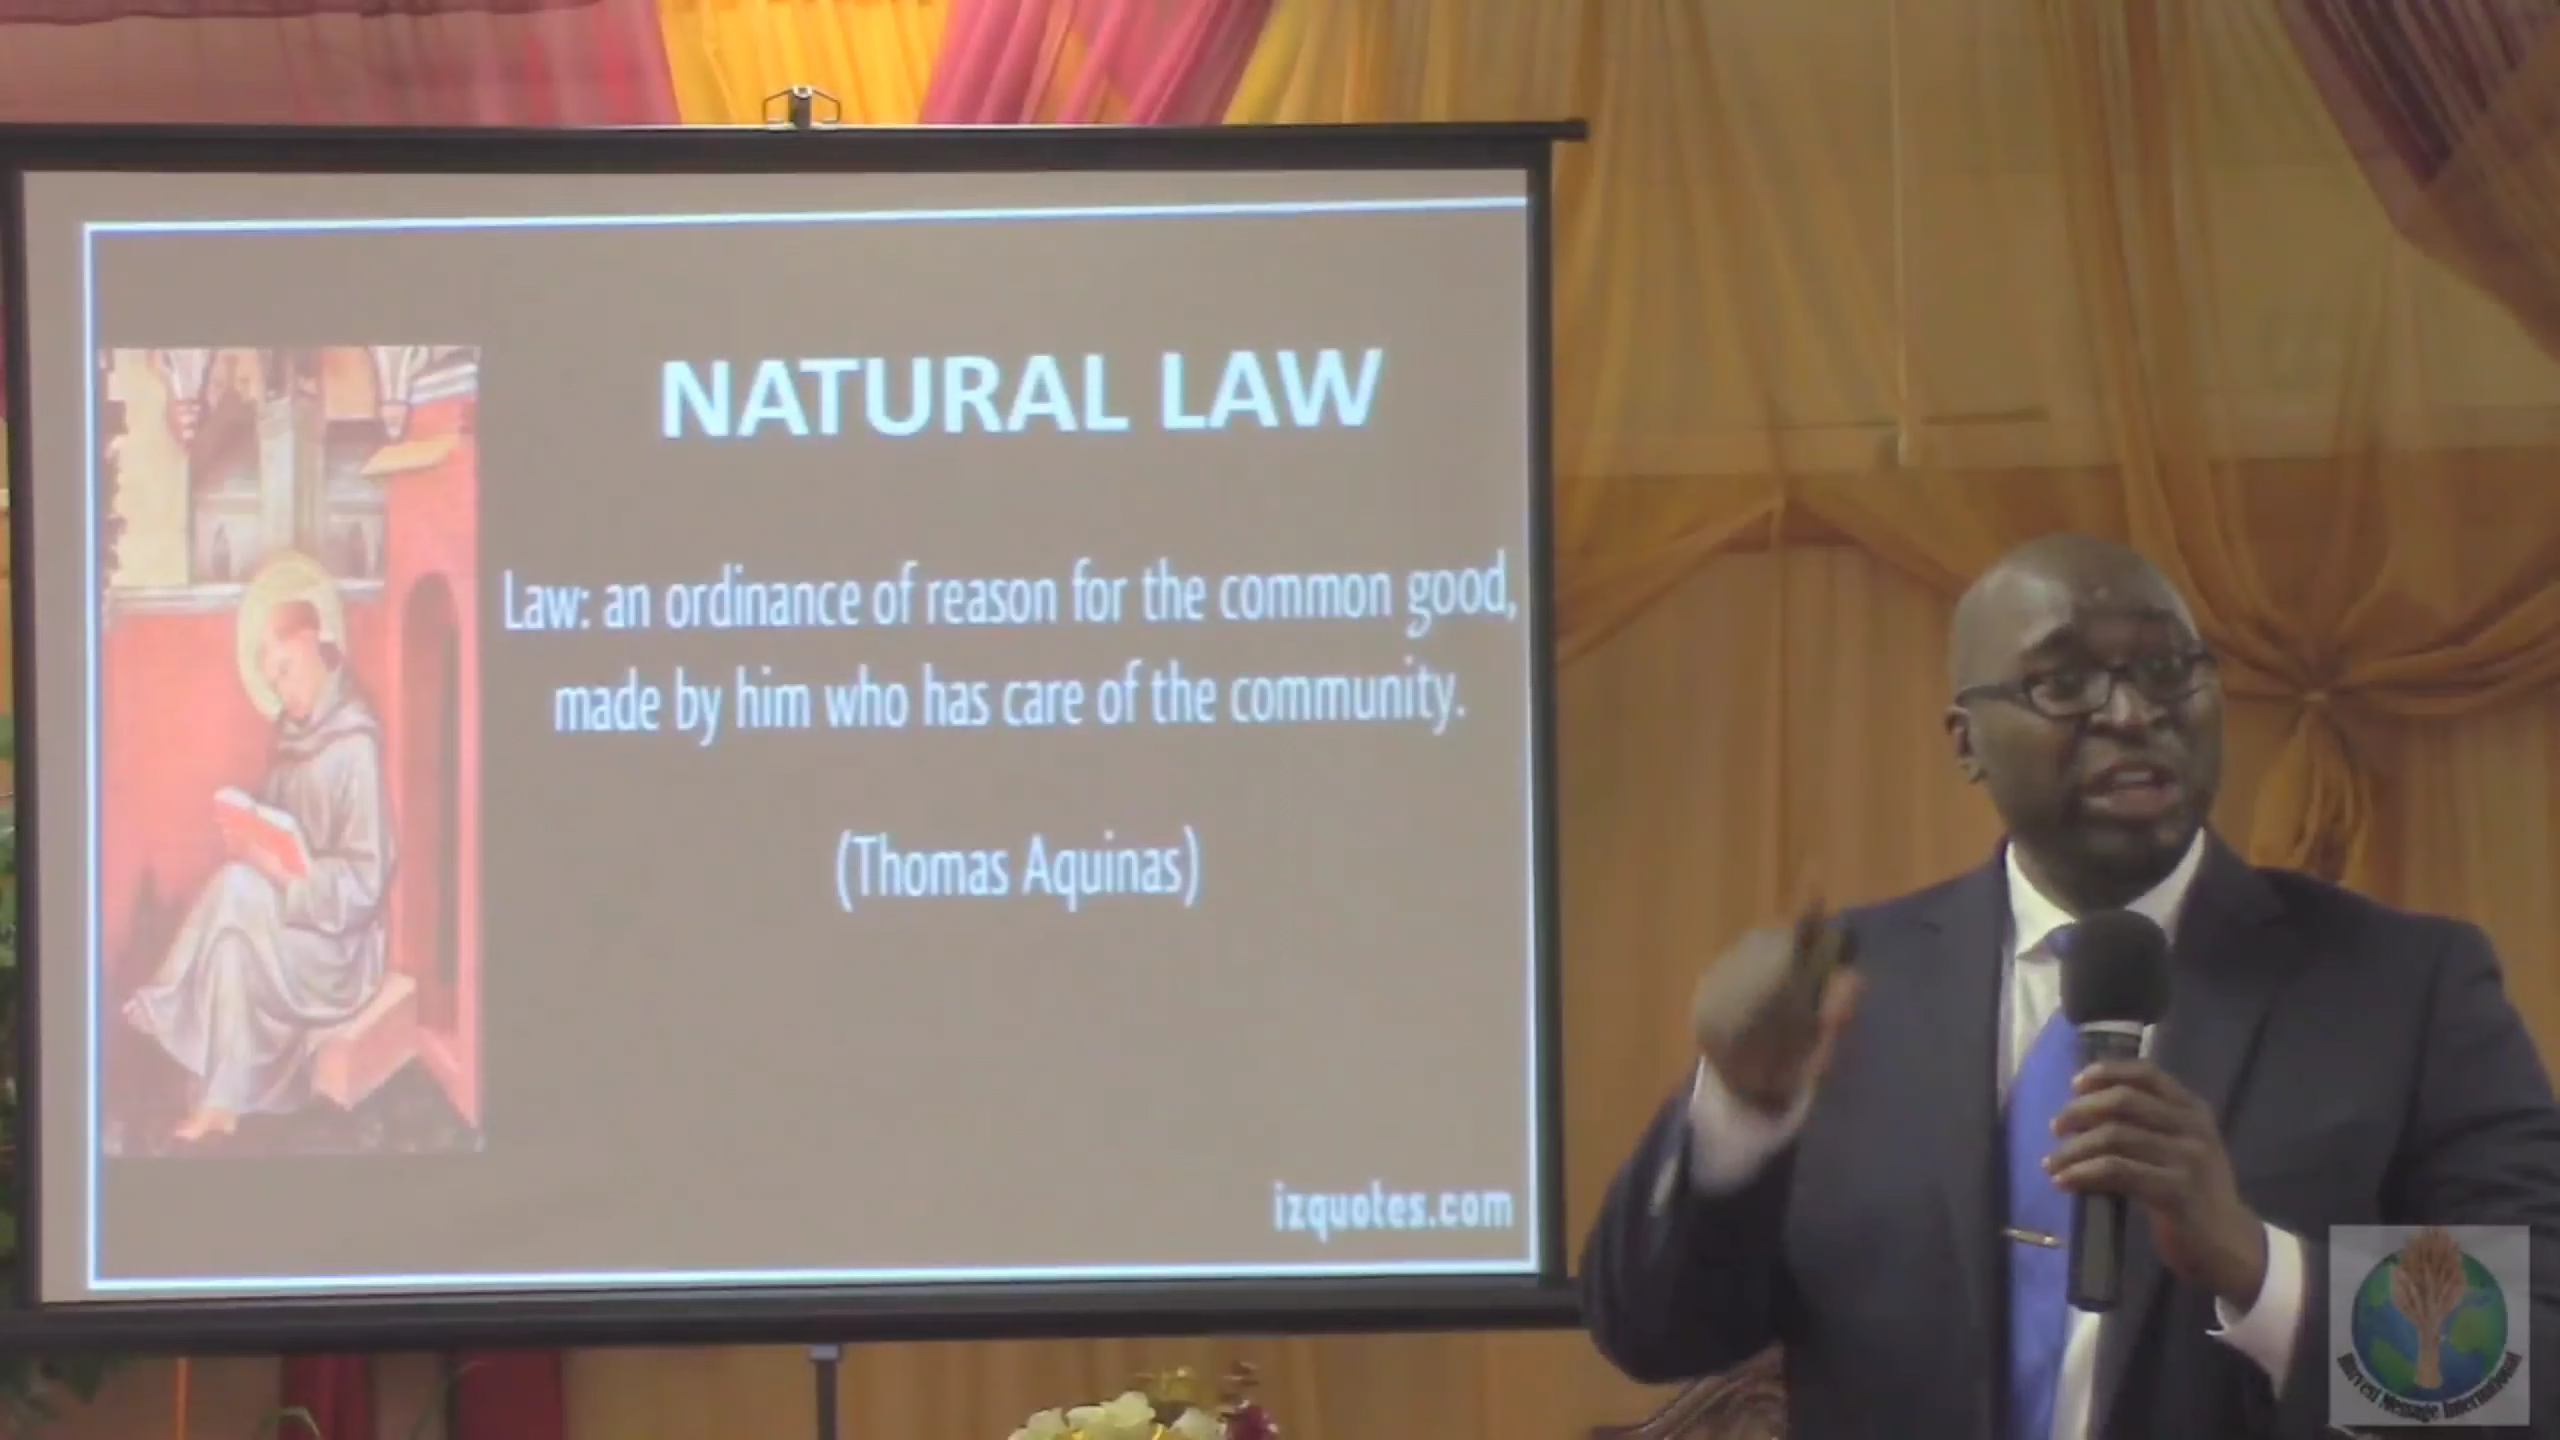 NATURAL LAW
Law: an ordinance of reason for the common good,
made by him who has care of the community.
(Thomas Aquinas)
izquotes.com
International